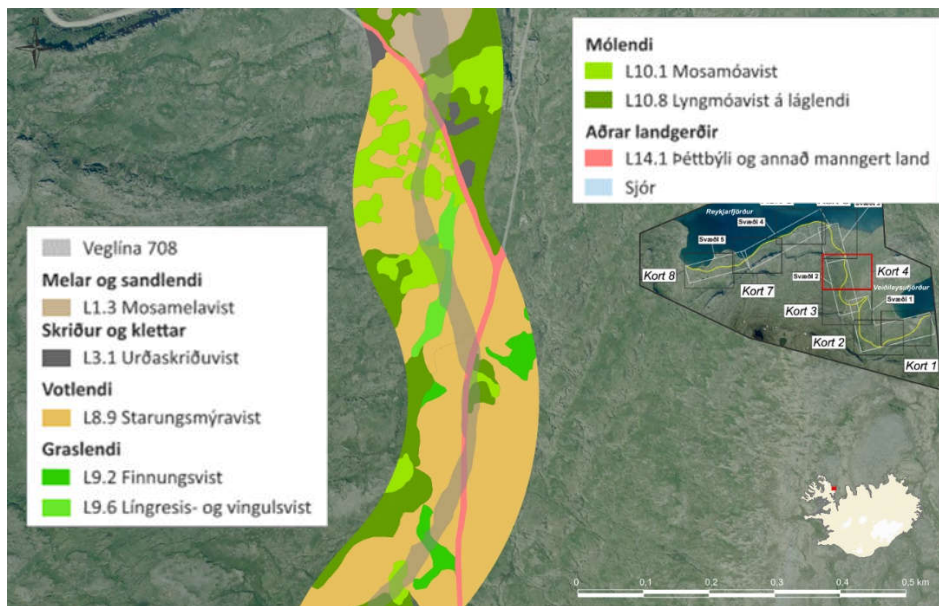 Mólendi
L10.1 Mosamóavist
L10.8 Lyngmóavist á láglendi
Aðrar landgerðir
L14.1 Þéttbýli og annað manngert land
Sjór
Veglína 708
Melar og sandlendi
L1.3 Mosamelavist
Skriður og klettar
L3.1 Urðaskriðuvist
Votlendi
L8.9 Starungsmýravist
Graslendi
L9.2 Finnungsvist
L9.6 Língresis- og vingulsvist
Reykjarfjörður
Svæði 4
Svæði 5
Kort 8
Kort 7
Svæði 2
Kort 4
Veiðileysufjörður
Svæði 1
Kort 3
Kort 2
Kort 1
0 0,1 0,2 0,3 0,4 0,5 km